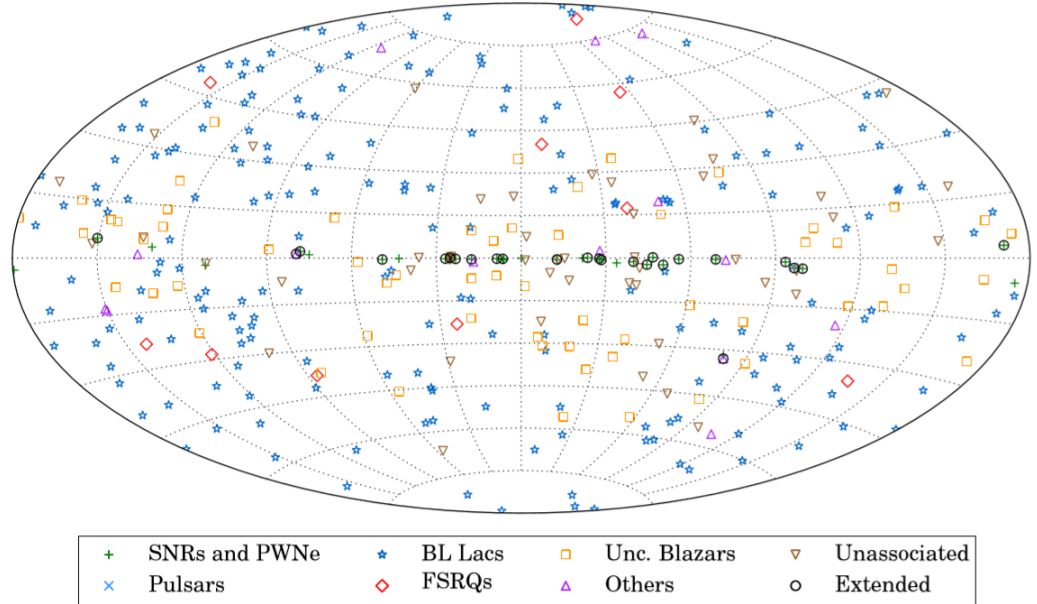 SNRs and PWNe BL Lacs Unc. Blazars Unassociated
Pulsars FSRQs Others Extended